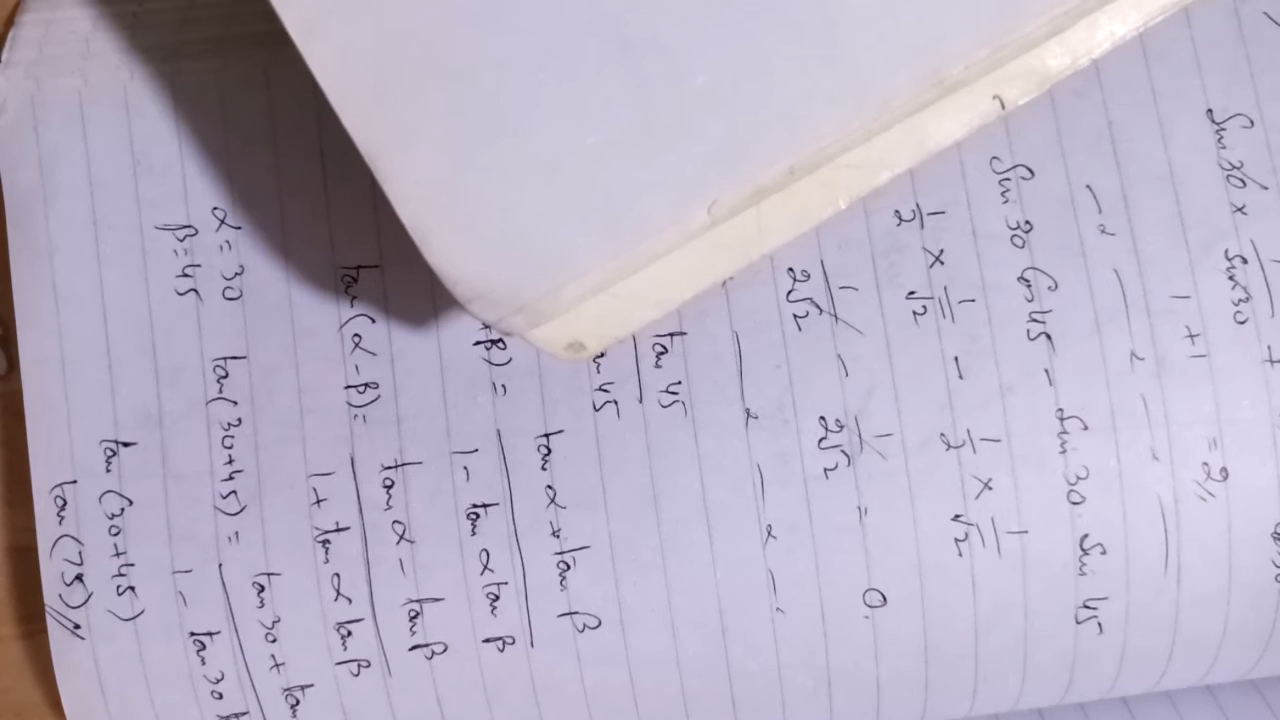 Sin 30 × 1/Sin 30 +
1 + 1 = 2,,
Sin 30 Cos 45 - Sin 30 . Sin 45
1/2 × 1/√2 - 1/2 × 1/√2
1/2√2 - 1/2√2 = 0.
tan 45
45
+β) = tan α + tan β / 1 - tan α tan β
tan (α - β) = tan α - tan β / 1 + tan α tan β
α = 30
β = 45
tan (30+45) = tan 30 + tan / 1 - tan 30
tan (30+45)
tan (75) //